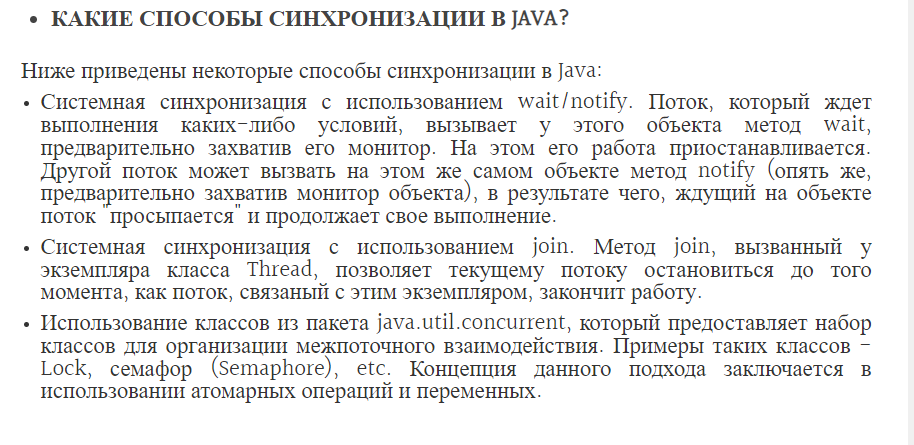 • КАКИЕ СПОСОБЫ СИНХРОНИЗАЦИИ В JAVA?
Ниже приведены некоторые способы синхронизации в Java:
• Системная синхронизация с использованием wait/notify. Поток, который ждет
выполнения каких-либо условий, вызывает у этого объекта метод wait,
предварительно захватив его монитор. На этом его работа приостанавливается.
Другой поток может вызвать на этом же самом объекте метод notify (опять же,
предварительно захватив монитор объекта), в результате чего, ждущий на объекте
поток "просыпается" и продолжает свое выполнение.
• Системная синхронизация с использованием join. Метод join, вызванный у
экземпляра класса Thread, позволяет текущему потоку остановиться до того
момента, как поток, связаный с этим экземпляром, закончит работу.
• Использование классов из пакета java.util.concurrent, который предоставляет набор
классов для организации межпоточного взаимодействия. Примеры таких классов –
Lock, семафор (Semaphore), etc. Концепция данного подхода заключается в
использовании атомарных операций и переменных.